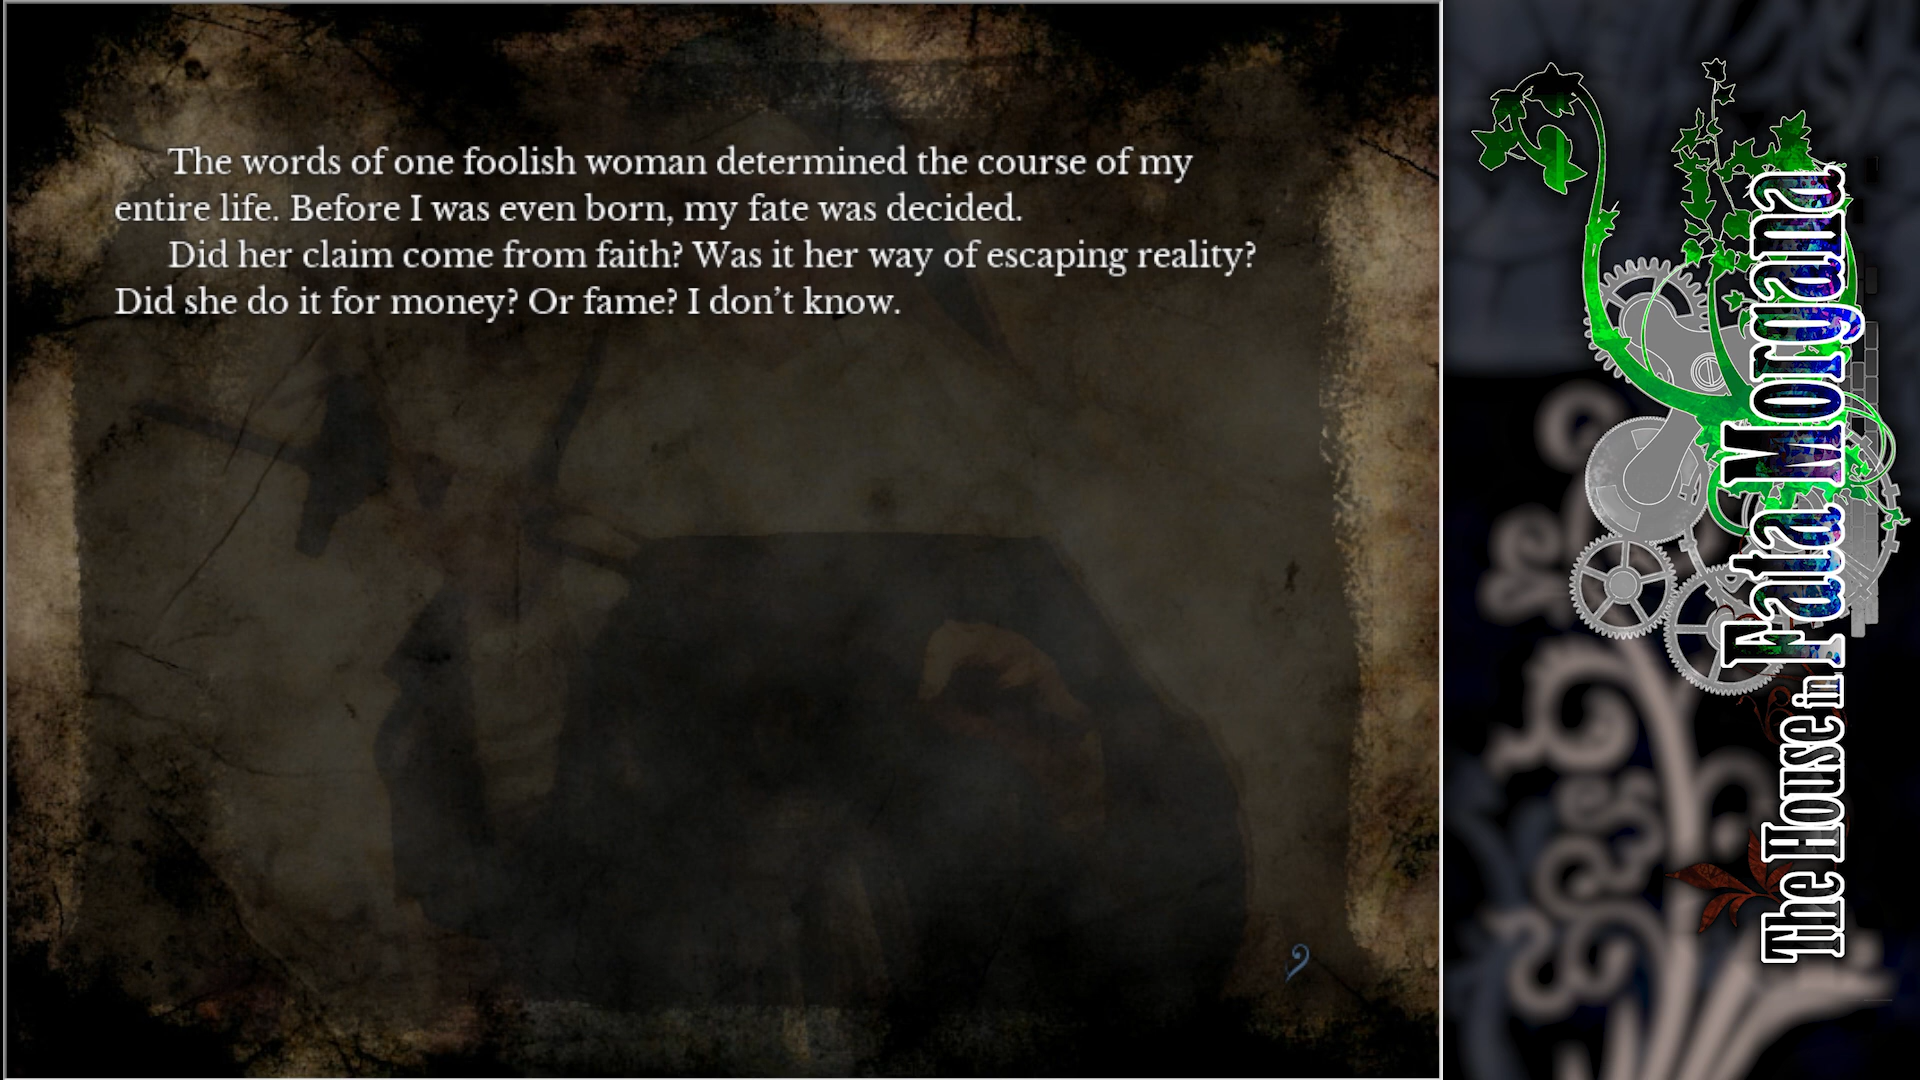 The words of one foolish woman determined the course of my
entire life. Before I was even born, my fate was decided.
Did her claim come from faith? Was it her way of escaping reality?
Did she do it for money? Or fame? I don’t know.
The House in Fata Morgana